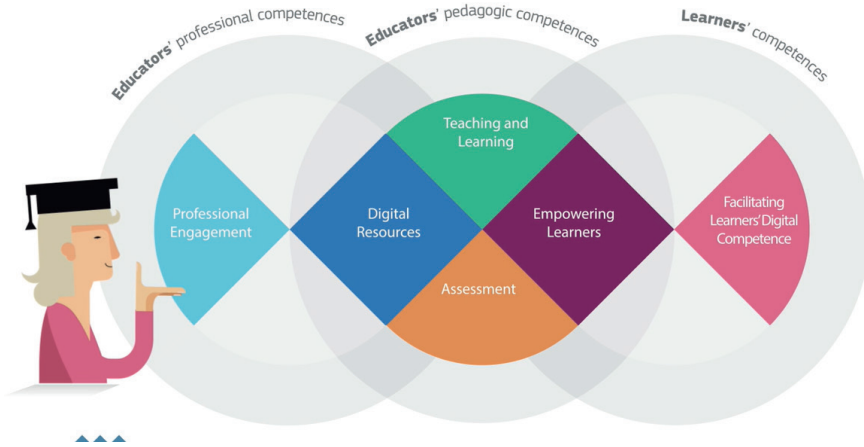 Educators' professional competences
Educators' pedagogic competences
Learners' competences
Teaching and
Learning
Professional
Engagement
Digital
Resources
Empowering
Learners
Facilitating
Learners' Digital
Competence
Assessment